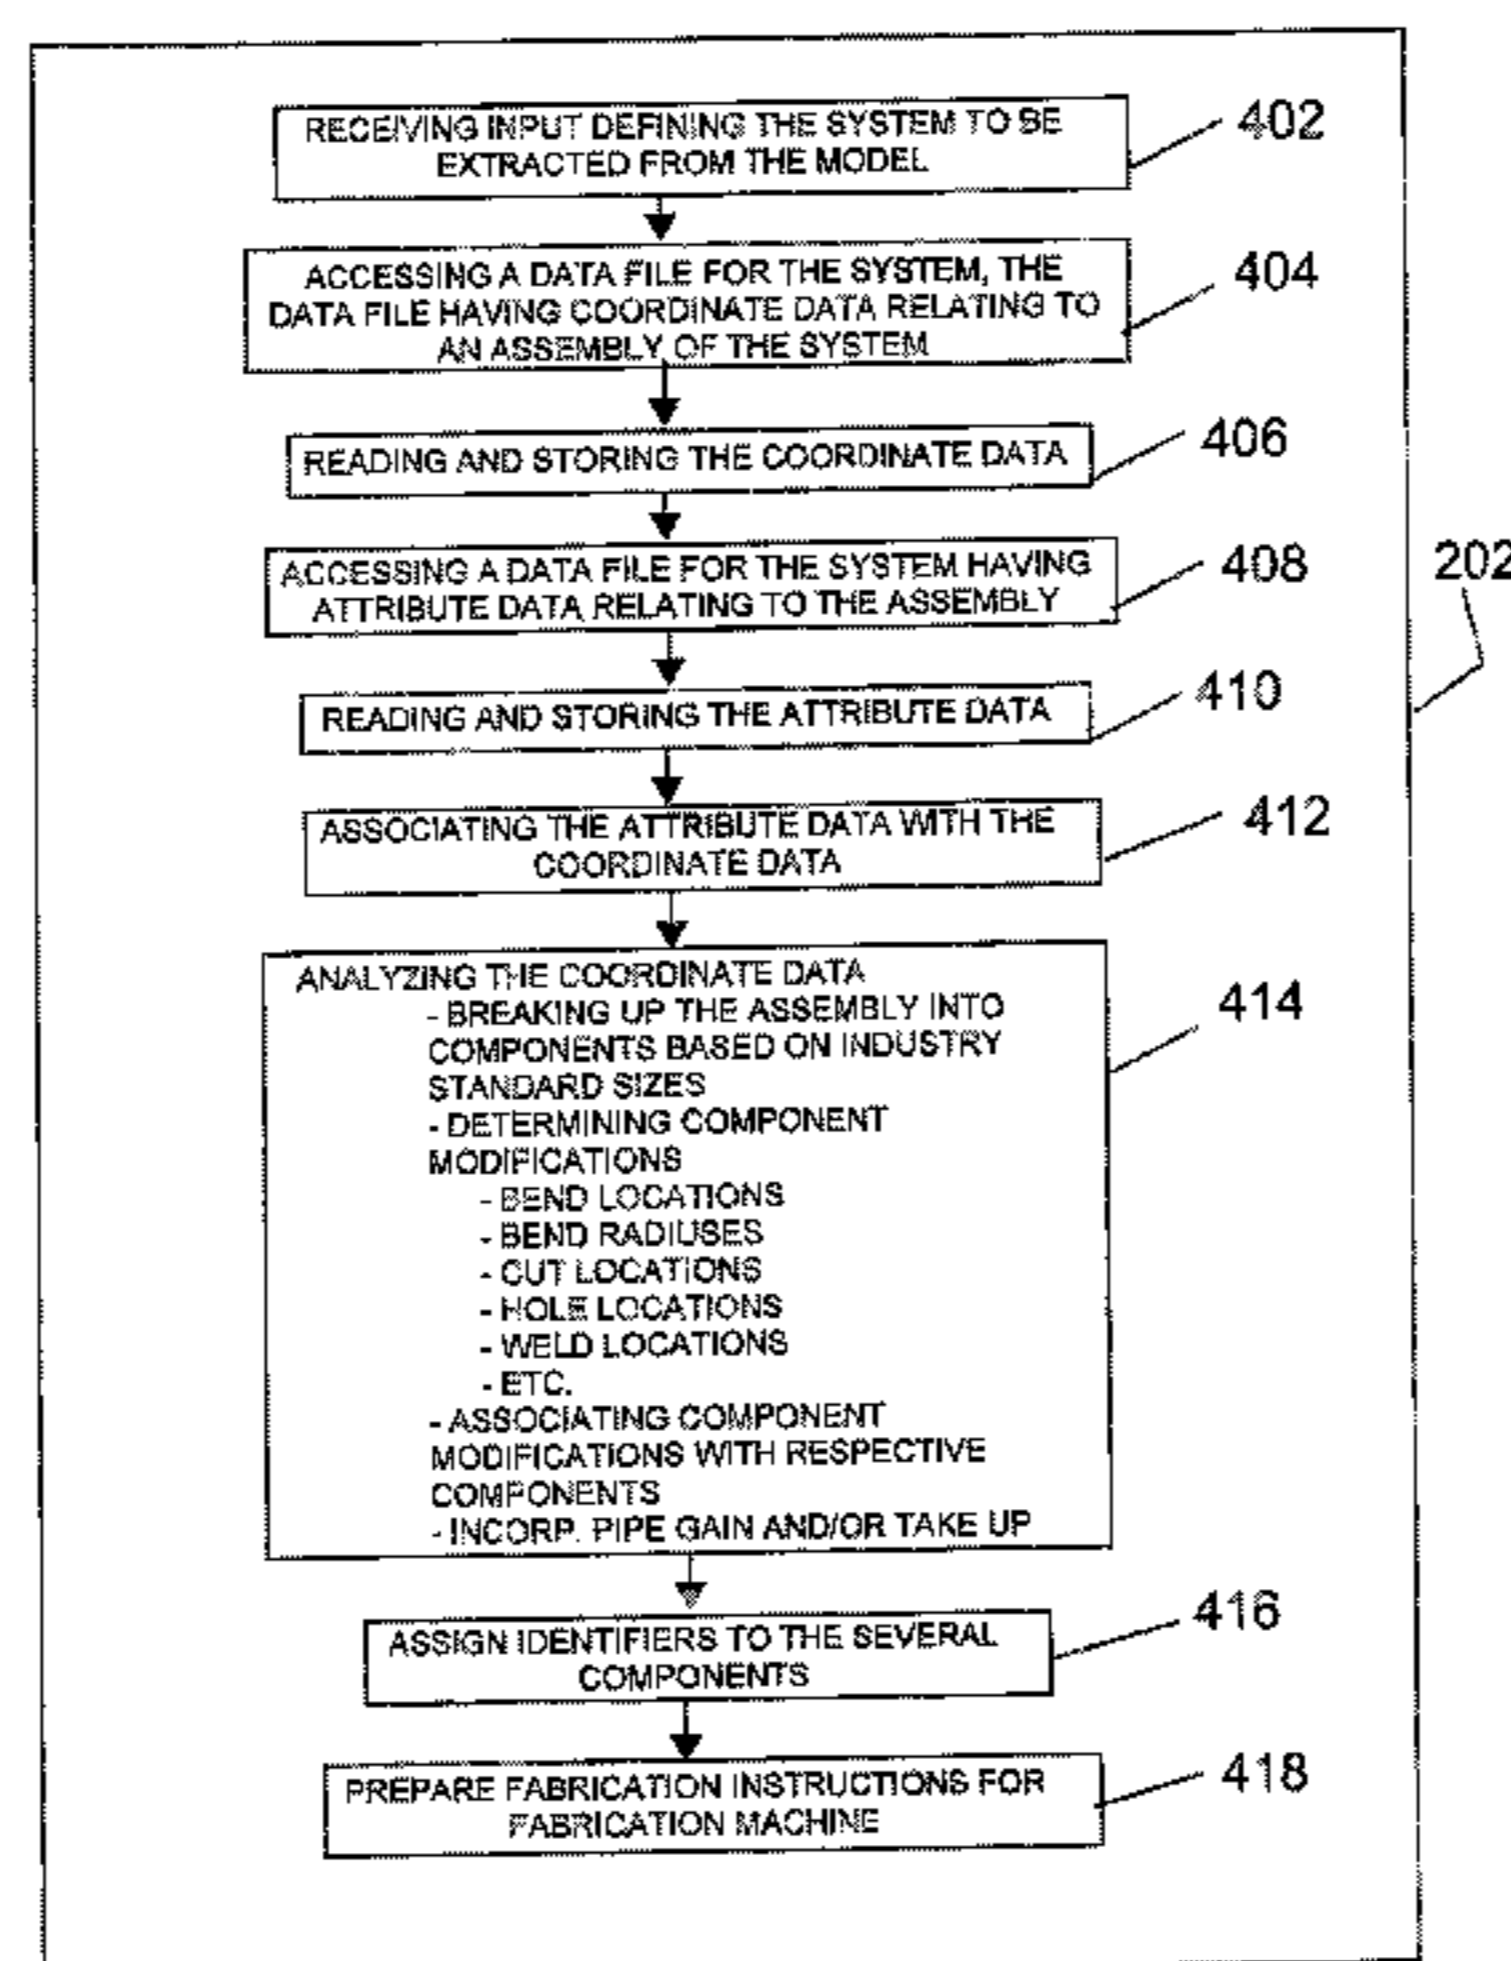 RECEIVING INPUT DEFINING THE SYSTEM TO BE
EXTRACTED FROM THE MODEL
402
ACCESSING A DATA FILE FOR THE SYSTEM, THE
DATA FILE HAVING COORDINATE DATA RELATING TO
AN ASSEMBLY OF THE SYSTEM
404
READING AND STORING THE COORDINATE DATA
406
ACCESSING A DATA FILE FOR THE SYSTEM HAVING
ATTRIBUTE DATA RELATING TO THE ASSEMBLY
408
202
READING AND STORING THE ATTRIBUTE DATA
410
ASSOCIATING THE ATTRIBUTE DATA WITH THE
COORDINATE DATA
412
ANALYZING THE COORDINATE DATA
- BREAKING UP THE ASSEMBLY INTO
COMPONENTS BASED ON INDUSTRY
STANDARD SIZES
- DETERMINING COMPONENT
MODIFICATIONS
- BEND LOCATIONS
- BEND RADIUSES
- CUT LOCATIONS
- HOLE LOCATIONS
- WELD LOCATIONS
- ETC.
- ASSOCIATING COMPONENT
MODIFICATIONS WITH RESPECTIVE
COMPONENTS
- INCORP. PIPE GAIN AND/OR TAKE UP
414
ASSIGN IDENTIFIERS TO THE SEVERAL
COMPONENTS
416
PREPARE FABRICATION INSTRUCTIONS FOR
FABRICATION MACHINE
418